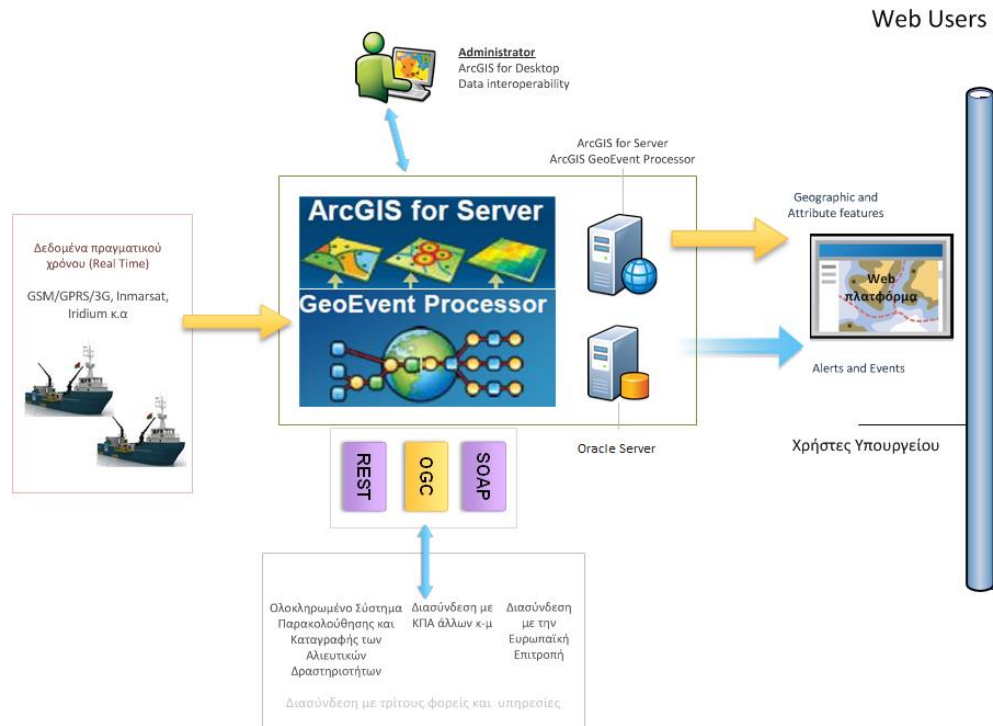 Web Users
Administrator
ArcGIS for Desktop
Data interoperability
ArcGIS for Server
ArcGIS GeoEvent Processor
ArcGIS for Server
GeoEvent Processor
Δεδομένα πραγματικού
χρόνου (Real Time)
GSM/GPRS/3G, Inmarsat,
Iridium κ.α
Geographic and
Attribute features
Web
πλατφόρμα
Alerts and Events
Oracle Server
Χρήστες Υπουργείου
REST
OGC
SOAP
Ολοκληρωμένο Σύστημα
Παρακολούθησης και
Καταγραφής των
Αλιευτικών
Δραστηριοτήτων
Διασύνδεση με
ΚΠΑ άλλων κ-μ
Διασύνδεση
με την
Ευρωπαϊκή
Επιτροπή
Διασύνδεση με τρίτους φορείς και υπηρεσίες